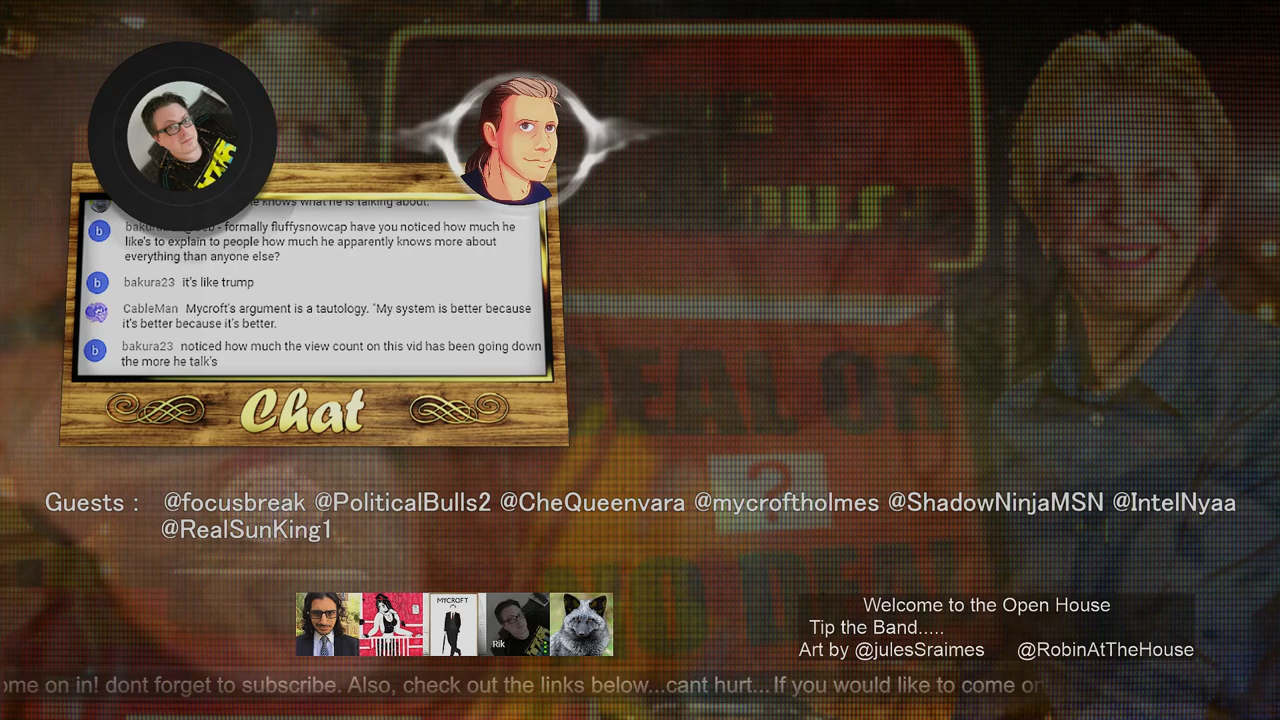 e knows what he is talking about.
b
- formally fluffysnowcap have you noticed how much he
like's to explain to people how much he apparently knows more about
everything than anyone else?
b bakura23 it's like trump
CableMan Mycroft's argument is a tautology. "My system is better because
it's better because it's better.
b bakura23 noticed how much the view count on this vid has been going down
the more he talk's
Chat
DEAL OR
?
NO DEAL
Guests : @focusbreak @PoliticalBulls2 @CheQueenvara @mycroftholmes @ShadowNinjaMSN @IntelNyaa
@RealSunKing1
MYCROFT
Rik
Welcome to the Open House
Tip the Band.....
Art by @julesSraimes @RobinAtTheHouse
ome on in! dont forget to subscribe. Also, check out the links below...cant hurt... If you would like to come or